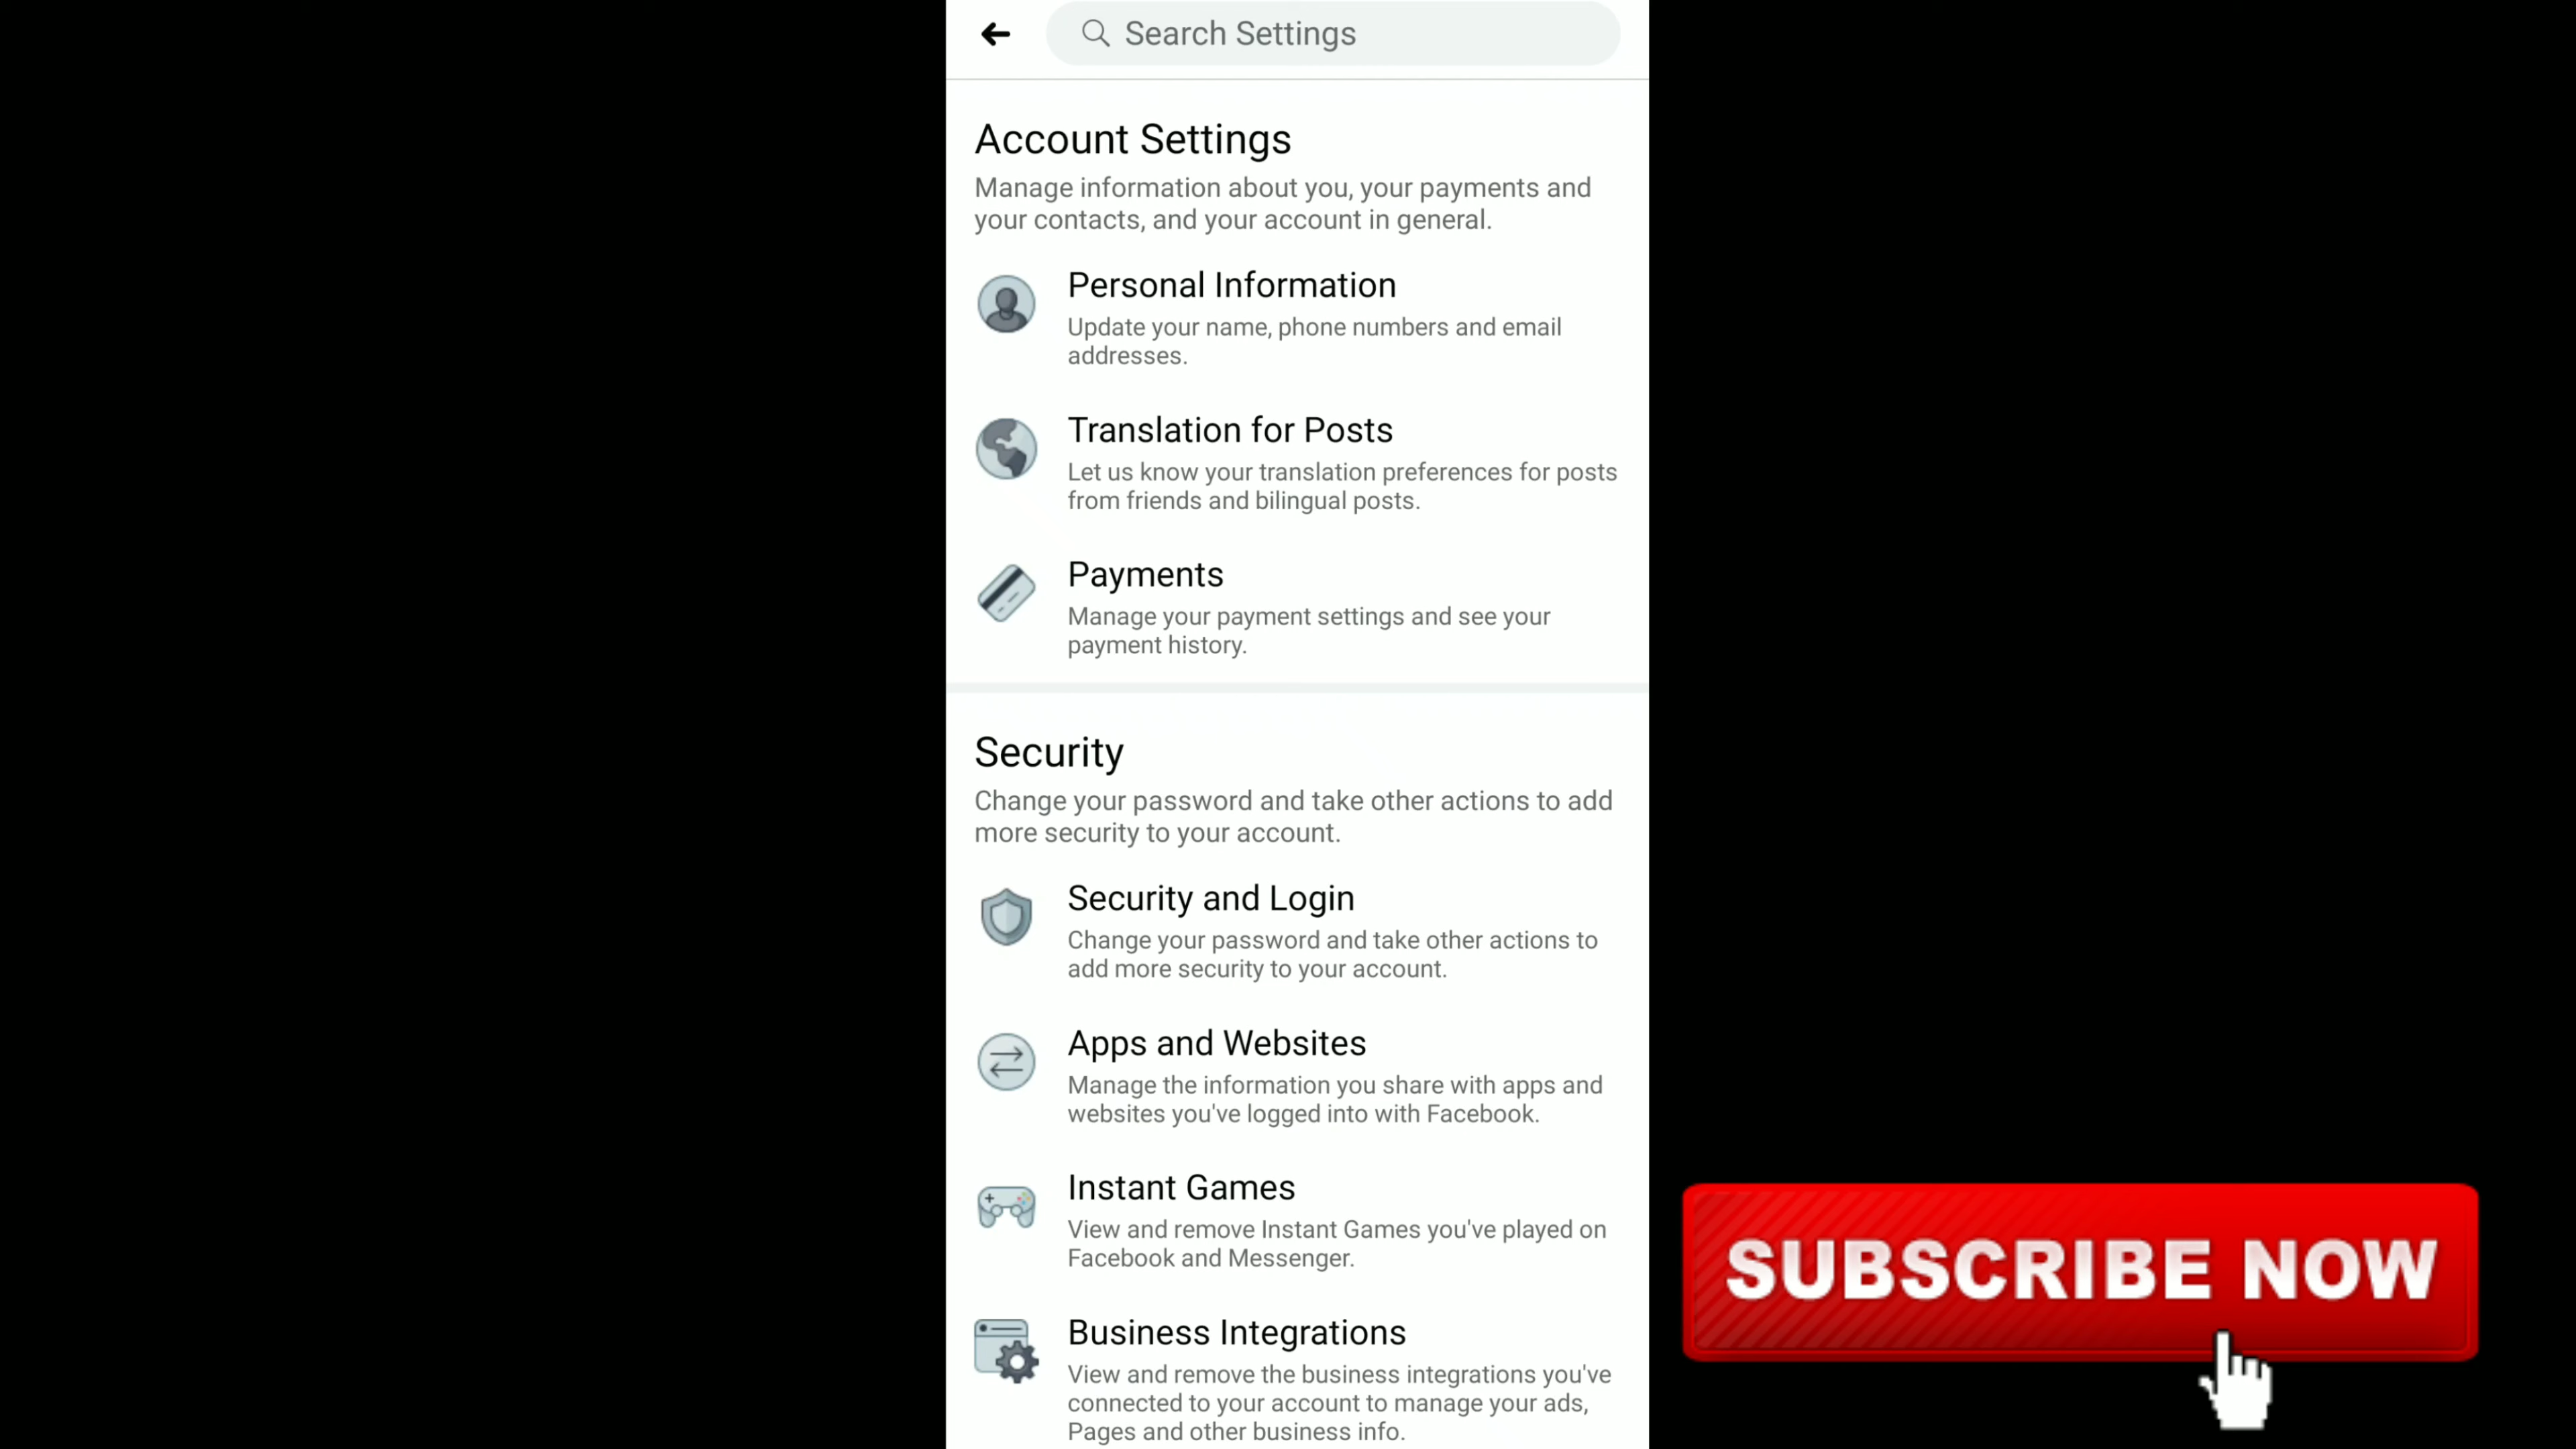 Search Settings
Account Settings
Manage information about you, your payments and
your contacts, and your account in general.
Personal Information
Update your name, phone numbers and email
addresses.
Translation for Posts
Let us know your translation preferences for posts
from friends and bilingual posts.
Payments
Manage your payment settings and see your
payment history.
Security
Change your password and take other actions to add
more security to your account.
Security and Login
Change your password and take other actions to
add more security to your account.
Apps and Websites
Manage the information you share with apps and
websites you've logged into with Facebook.
Instant Games
View and remove Instant Games you've played on
Facebook and Messenger.
Business Integrations
View and remove the business integrations you've
connected to your account to manage your ads,
Pages and other business info.
SUBSCRIBE NOW